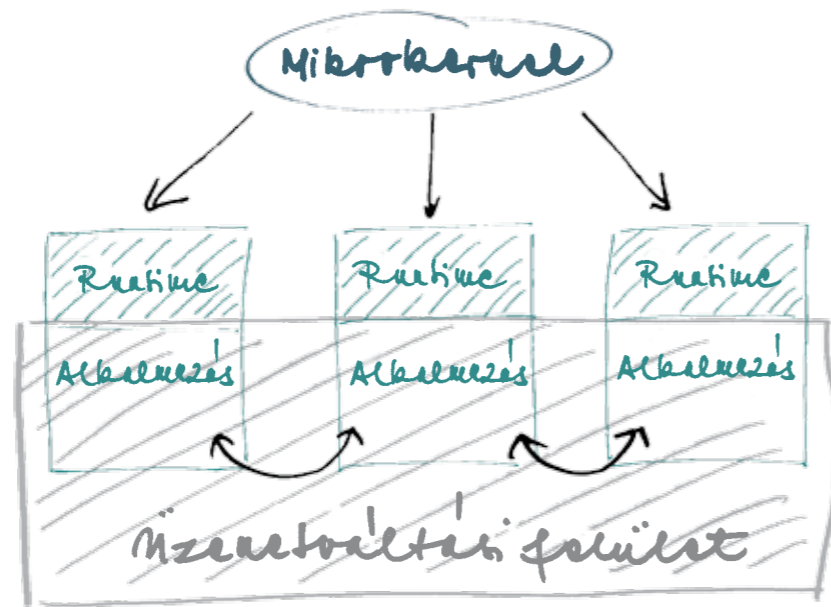 Mikrokernel
Runtime
Runtime
Runtime
Alkalmazás
Alkalmazás
Alkalmazás
Üzenetváltási felület